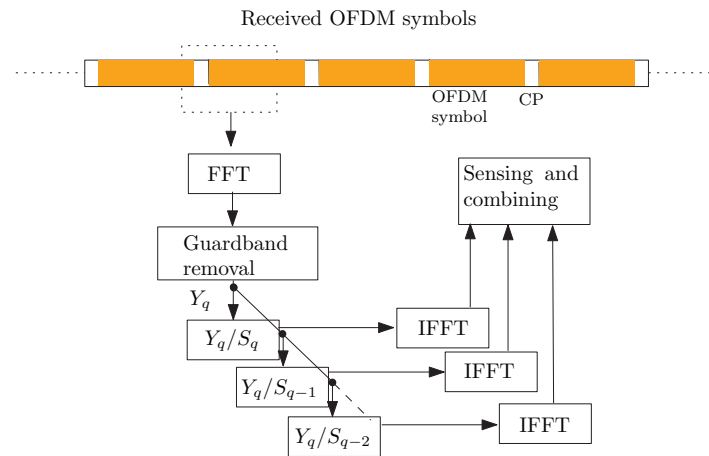 Received OFDM symbols
OFDM
symbol
CP
FFT
Sensing and
combining
Guardband
removal
Y_q
Y_q/S_q
IFFT
Y_q/S_{q-1}
IFFT
Y_q/S_{q-2}
IFFT